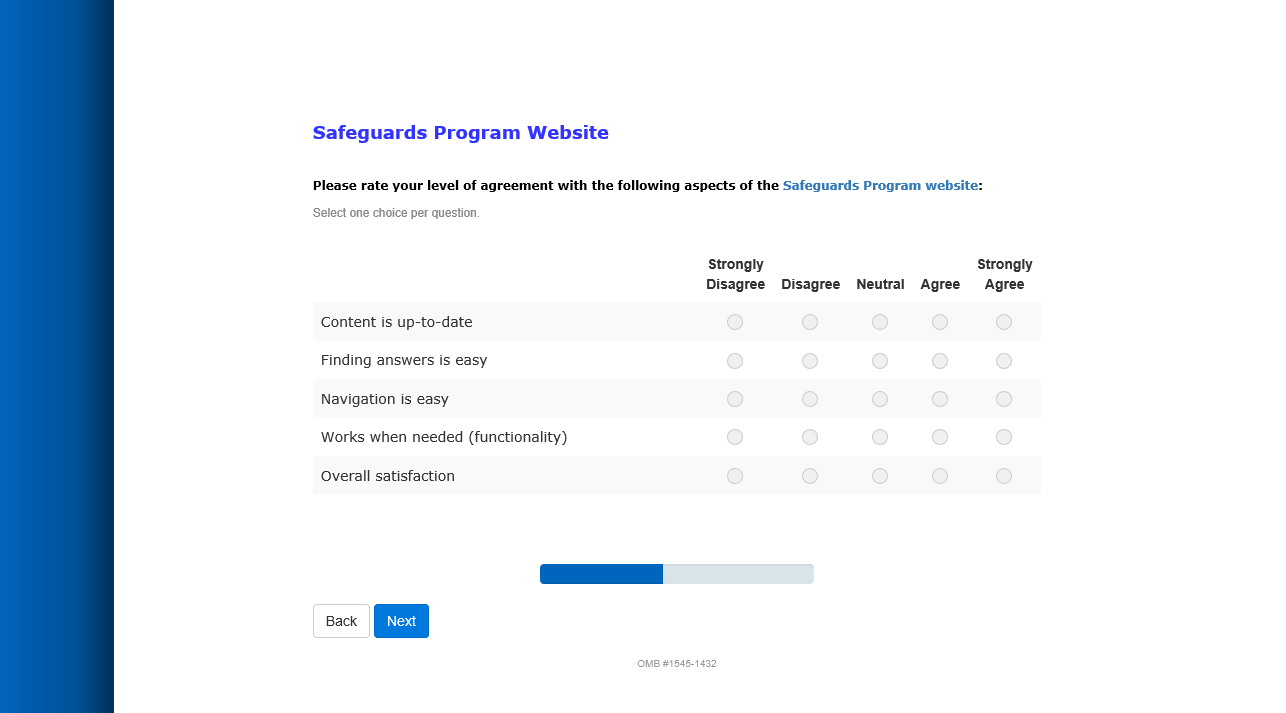 Safeguards Program Website
Please rate your level of agreement with the following aspects of the Safeguards Program website:
Select one choice per question.
Strongly Disagree Disagree Neutral Agree Strongly Agree
Content is up-to-date
Finding answers is easy
Navigation is easy
Works when needed (functionality)
Overall satisfaction
Back Next
OMB #1545-1432